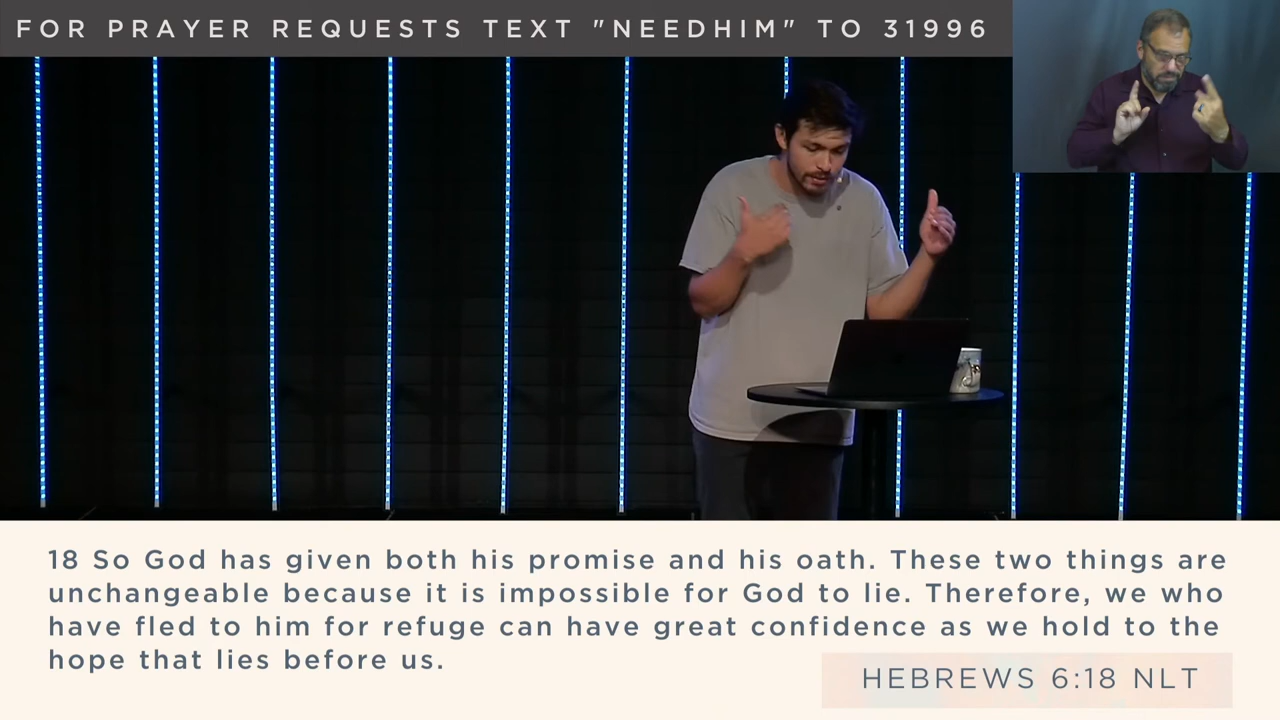 FOR PRAYER REQUESTS TEXT "NEEDHIM" TO 31996
18 So God has given both his promise and his oath. These two things are
unchangeable because it is impossible for God to lie. Therefore, we who
have fled to him for refuge can have great confidence as we hold to the
hope that lies before us.
HEBREWS 6:18 NLT